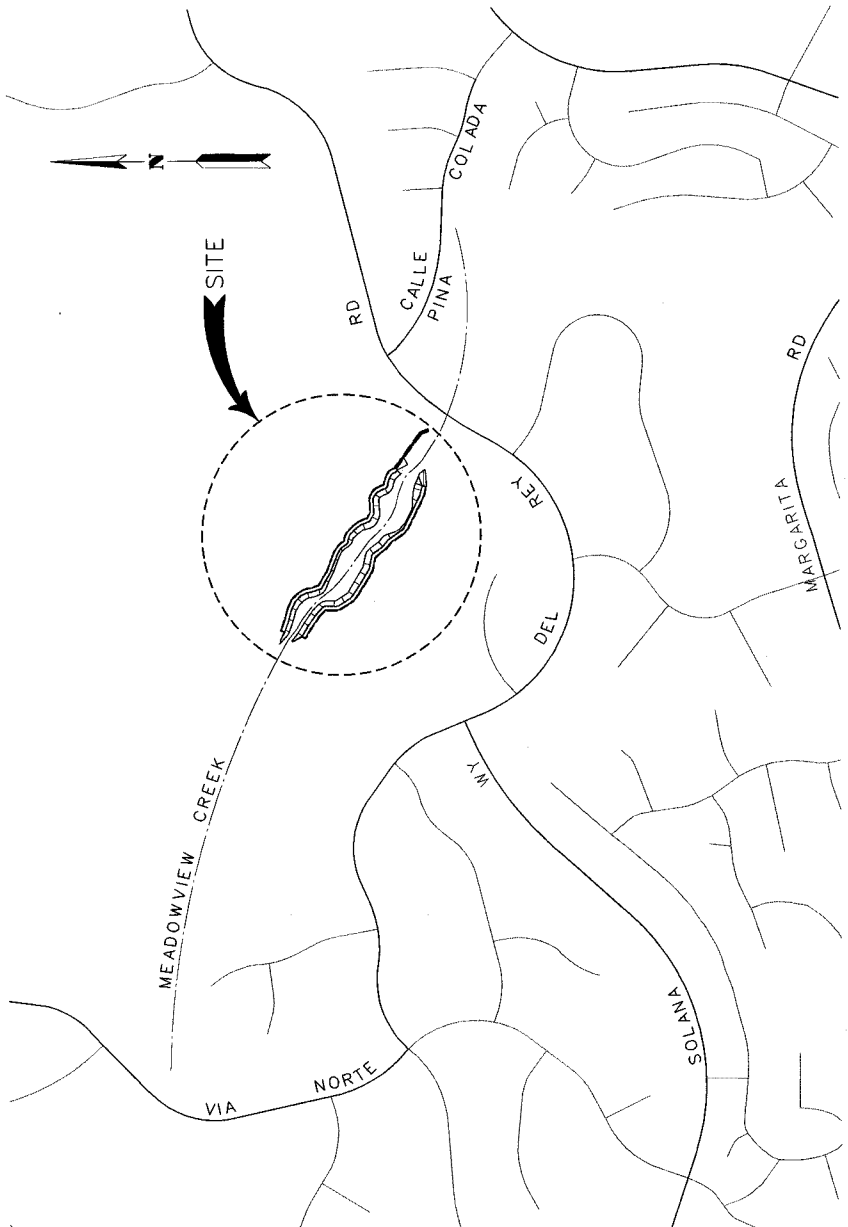 N
SITE
MEADOWVIEW CREEK
VIA NORTE
DEL REY RD
CALLE
PINA COLADA
SOLANA WY
MARGARITA RD